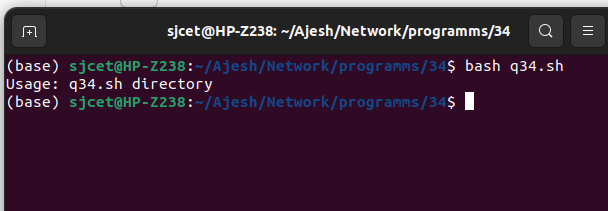 sjcet@HP-Z238: ~/Ajesh/Network/programms/34
(base) sjcet@HP-Z238:~/Ajesh/Network/programms/34$ bash q34.sh
Usage: q34.sh directory
(base) sjcet@HP-Z238:~/Ajesh/Network/programms/34$